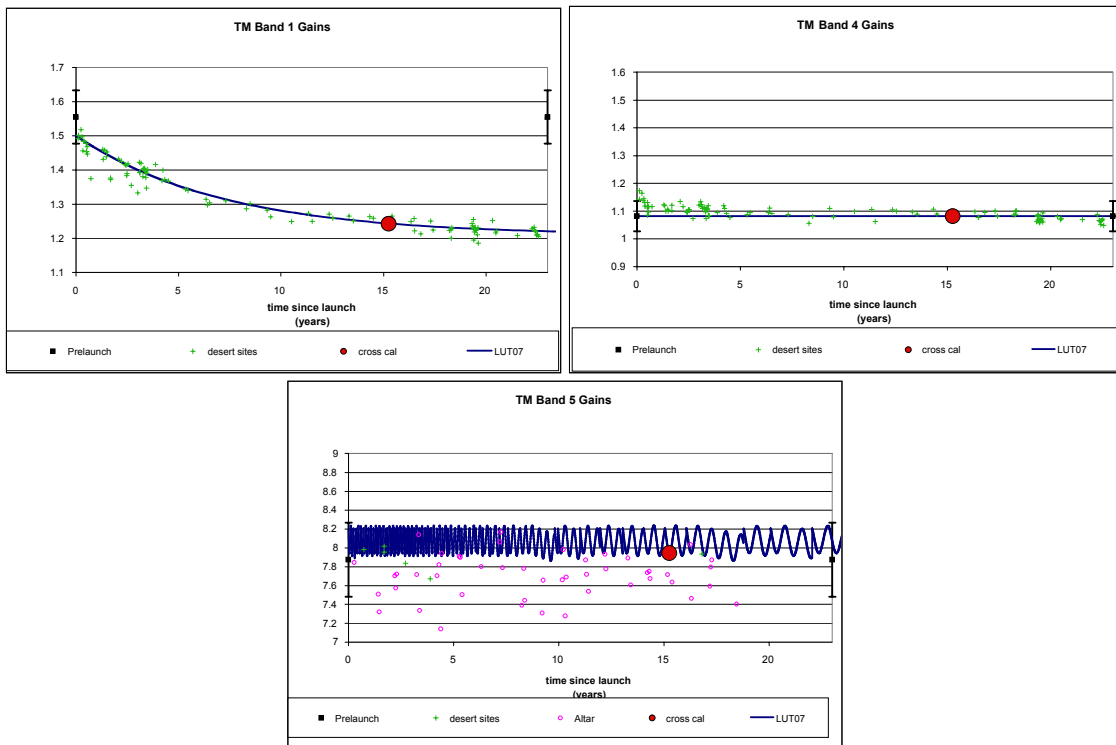 TM Band 1 Gains
1.7
1.6
1.5
1.4
1.3
1.2
1.1
0 5 10 15 20
time since launch
(years)
Prelaunch desert sites cross cal LUT07
TM Band 4 Gains
1.6
1.5
1.4
1.3
1.2
1.1
1
0.9
0 5 10 15 20
time since launch
(years)
Prelaunch desert sites cross cal LUT07
TM Band 5 Gains
9
8.8
8.6
8.4
8.2
8
7.8
7.6
7.4
7.2
7
0 5 10 15 20
time since launch
(years)
Prelaunch desert sites Altar cross cal LUT07